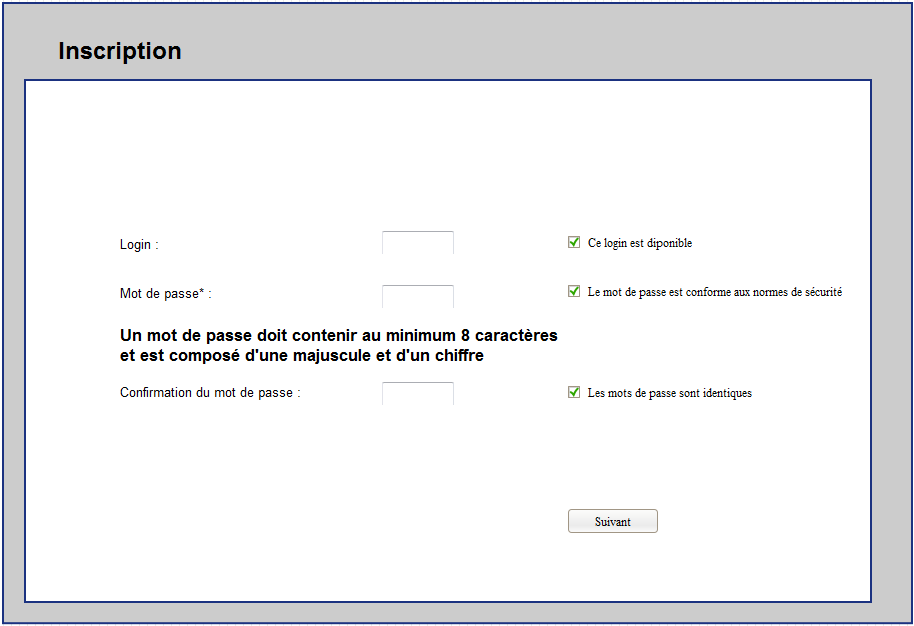 Inscription
Login :
Ce login est diponible
Mot de passe* :
Le mot de passe est conforme aux normes de sécurité
Un mot de passe doit contenir au minimum 8 caractères
et est composé d'une majuscule et d'un chiffre
Confirmation du mot de passe :
Les mots de passe sont identiques
Suivant